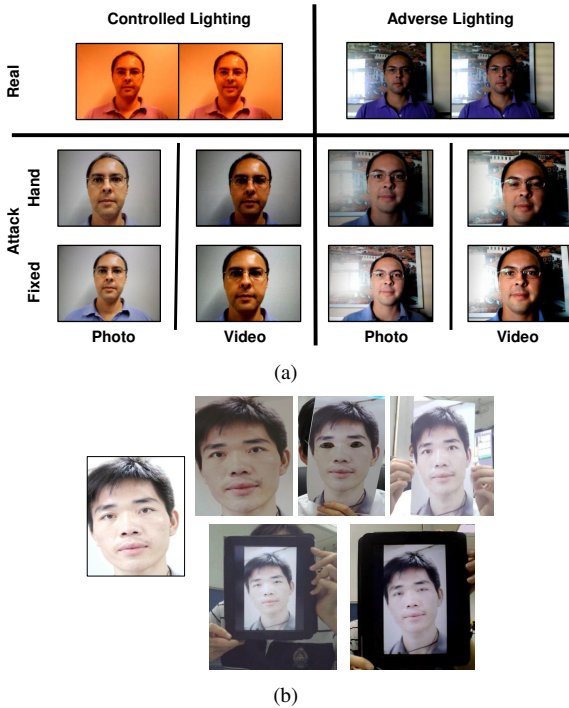 Controlled Lighting
Adverse Lighting
Real
Attack
Hand
Fixed
Photo
Video
Photo
Video
(a)
(b)